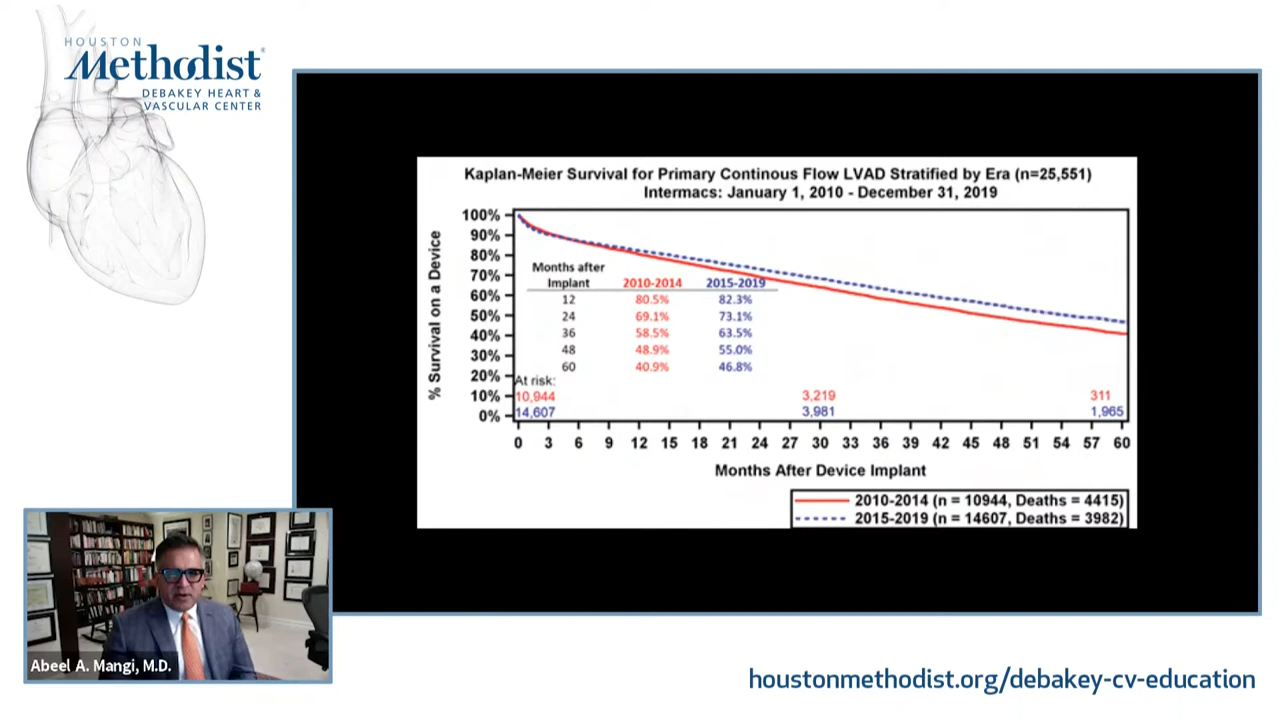 HOUSTON
Methodist
DEBAKEY HEART &
VASCULAR CENTER
Kaplan-Meier Survival for Primary Continous Flow LVAD Stratified by Era (n=25,551)
Intermacs: January 1, 2010 - December 31, 2019
% Survival on a Device
100%
90%
80%
70%
60%
50%
40%
30%
20%
10%
0%
Months after
Implant 2010-2014 2015-2019
12 80.5% 82.3%
24 69.1% 73.1%
36 58.5% 63.5%
48 48.9% 55.0%
60 40.9% 46.8%
At risk:
10,944 3,219 311
14,607 3,981 1,965
0 3 6 9 12 15 18 21 24 27 30 33 36 39 42 45 48 51 54 57 60
Months After Device Implant
2010-2014 (n = 10944, Deaths = 4415)
2015-2019 (n = 14607, Deaths = 3982)
Abeel A. Mangi, M.D.
houstonmethodist.org/debakey-cv-education